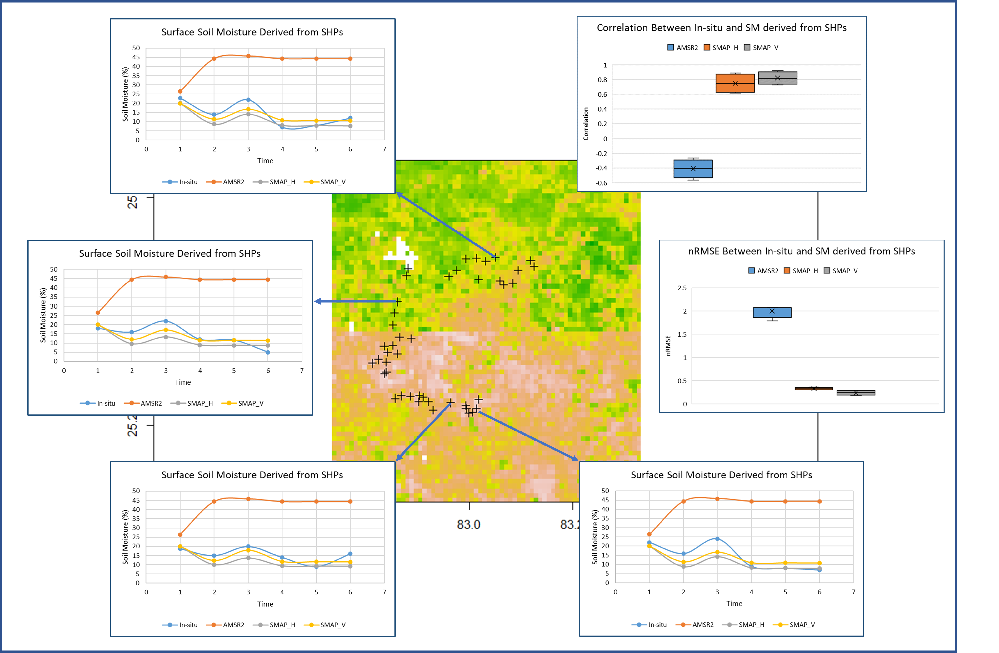 Surface Soil Moisture Derived from SHPs
Soil Moisture (%)
50
45
40
35
30
25
20
15
10
5
0
0 1 2 3 4 5 6 7
Time
In-situ AMSR2 SMAP_H SMAP_V
Correlation Between In-situ and SM derived from SHPs
AMSR2 SMAP_H SMAP_V
Correlation
1
0.8
0.6
0.4
0.2
0
-0.2
-0.4
-0.6
25
Surface Soil Moisture Derived from SHPs
Soil Moisture (%)
50
45
40
35
30
25
20
15
10
5
0
0 1 2 3 4 5 6 7
Time
In-situ AMSR2 SMAP_H SMAP_V
nRMSE Between In-situ and SM derived from SHPs
AMSR2 SMAP_H SMAP_V
nRMSE
2.5
2
1.5
1
0.5
0
25.2
Surface Soil Moisture Derived from SHPs
Soil Moisture (%)
50
45
40
35
30
25
20
15
10
5
0
0 1 2 3 4 5 6 7
Time
In-situ AMSR2 SMAP_H SMAP_V
83.0 83.2
Surface Soil Moisture Derived from SHPs
Soil Moisture (%)
50
45
40
35
30
25
20
15
10
5
0
0 1 2 3 4 5 6 7
Time
In-situ AMSR2 SMAP_H SMAP_V